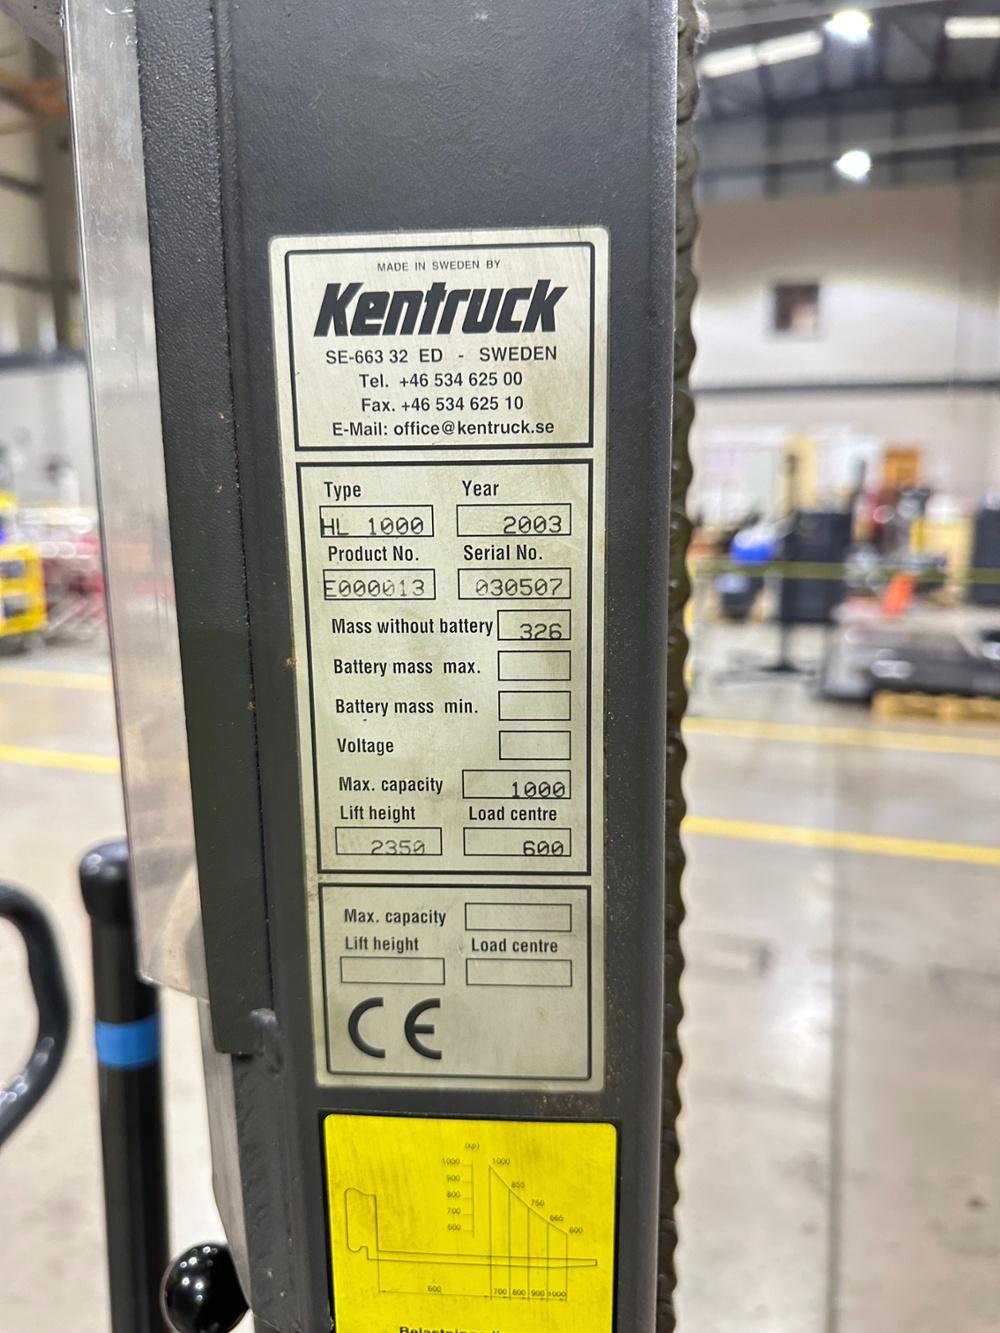 MADE IN SWEDEN BY
Kentruck
SE-663 32 ED - SWEDEN
Tel. +46 534 625 00
Fax. +46 534 625 10
E-Mail: office@kentruck.se
Type Year
HL 1000 2003
Product No. Serial No.
E000013 030507
Mass without battery 326
Battery mass max.
Battery mass min.
Voltage
Max. capacity 1000
Lift height Load centre
2350 600
Max. capacity
Lift height Load centre
CE
(kp)
1000 1000
900 855
800 750
700 665
600 600
600 700 800 900 1000